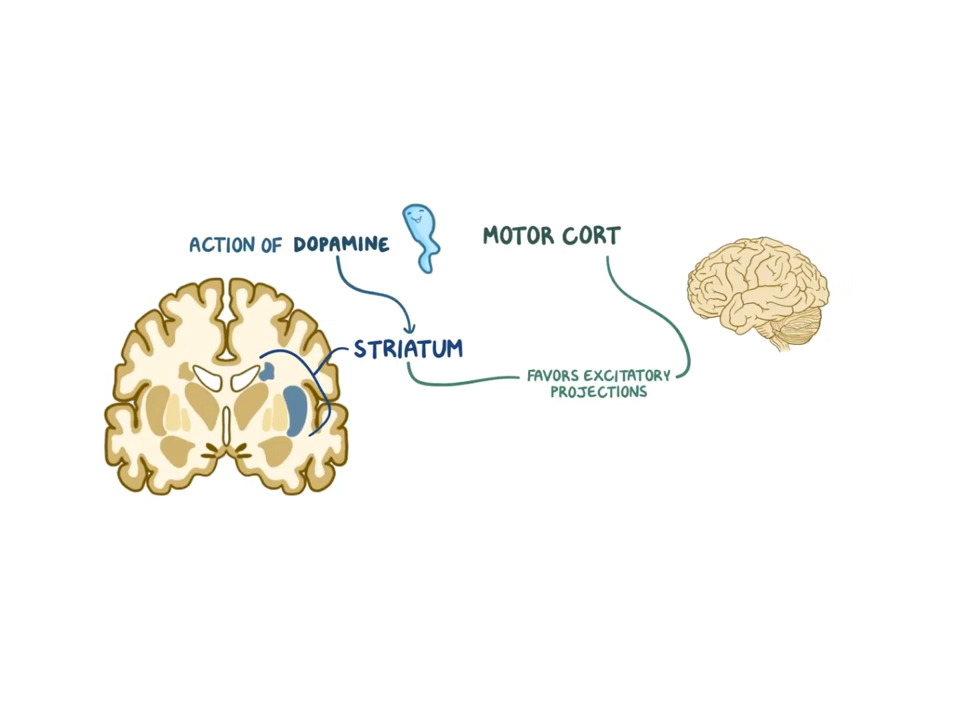 ACTION OF DOPAMINE
MOTOR CORT
STRIATUM
FAVORS EXCITATORY
PROJECTIONS